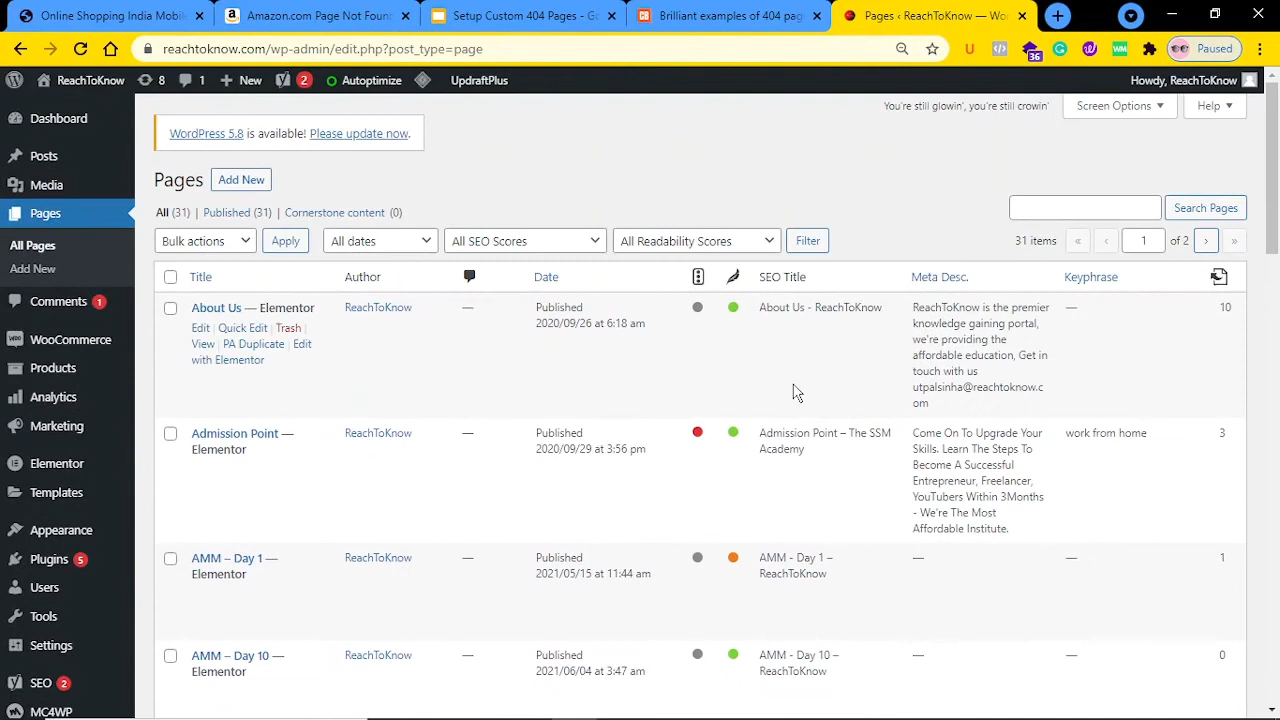 Online Shopping India Mobile
Amazon.com Page Not Foun
Setup Custom 404 Pages - G
Brilliant examples of 404 pag
Pages ‹ ReachToKnow — Wo
reachtoknow.com/wp-admin/edit.php?post_type=page
U
36
WM
Paused
ReachToKnow
8
1
New
2
Autoptimize
UpdraftPlus
Howdy, ReachToKnow
You're still glowin', you're still crowin'
Screen Options
Help
WordPress 5.8 is available! Please update now.
Pages
Add New
All (31) | Published (31) | Cornerstone content (0)
Search Pages
Bulk actions
Apply
All dates
All SEO Scores
All Readability Scores
Filter
31 items
«
‹
1
of 2
›
»
Dashboard
Posts
Media
Pages
All Pages
Add New
Comments 1
WooCommerce
Products
Analytics
Marketing
Elementor
Templates
Appearance
Plugins 5
Users
Tools
Settings
SEO 2
MC4WP
Title
Author
Date
SEO Title
Meta Desc.
Keyphrase
About Us — Elementor
Edit | Quick Edit | Trash |
View | PA Duplicate | Edit
with Elementor
ReachToKnow
—
Published
2020/09/26 at 6:18 am
About Us - ReachToKnow
ReachToKnow is the premier
knowledge gaining portal,
we're providing the
affordable education, Get in
touch with us
utpalsinha@reachtoknow.c
om
—
10
Admission Point —
Elementor
ReachToKnow
—
Published
2020/09/29 at 3:56 pm
Admission Point – The SSM
Academy
Come On To Upgrade Your
Skills. Learn The Steps To
Become A Successful
Entrepreneur, Freelancer,
YouTubers Within 3Months
- We're The Most
Affordable Institute.
work from home
3
AMM – Day 1 —
Elementor
ReachToKnow
—
Published
2021/05/15 at 11:44 am
AMM - Day 1 –
ReachToKnow
—
—
1
AMM – Day 10 —
Elementor
ReachToKnow
—
Published
2021/06/04 at 3:47 am
AMM - Day 10 –
ReachToKnow
—
—
0